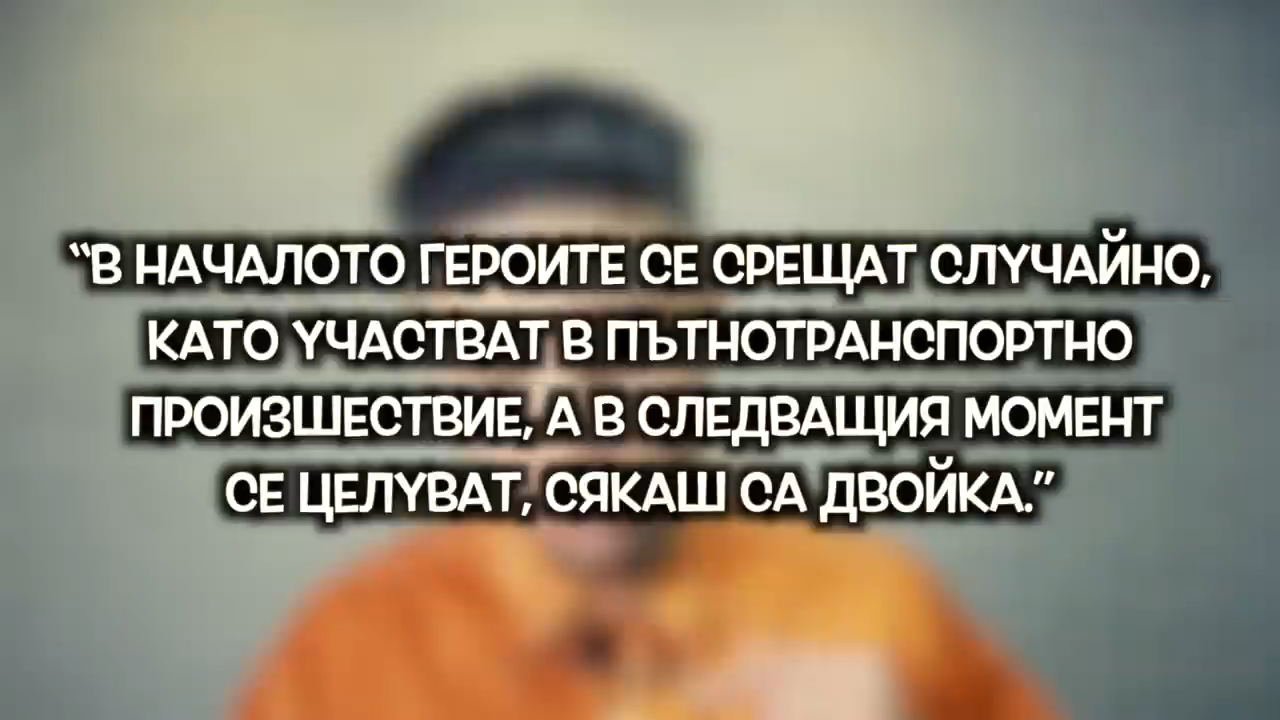 “В НАЧАЛОТО ГЕРОИТЕ СЕ СРЕЩАТ СЛУЧАЙНО,
КАТО УЧАСТВАТ В ПЪТНОТРАНСПОРТНО
ПРОИЗШЕСТВИЕ, А В СЛЕДВАЩИЯ МОМЕНТ
СЕ ЦЕЛУВАТ, СЯКАШ СА ДВОЙКА.”